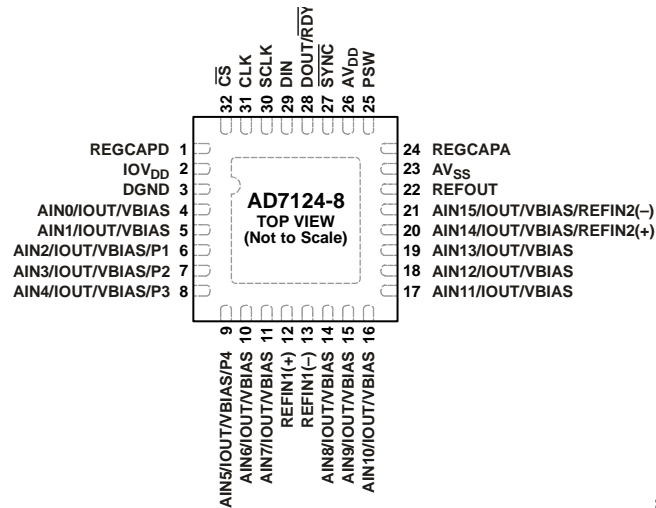 32 C̅S̅
31 CLK
30 SCLK
29 DIN
28 DOUT/R̅D̅Y̅
27 S̅Y̅N̅C̅
26 AVDD
25 PSW
REGCAPD 1
IOVDD 2
DGND 3
AIN0/IOUT/VBIAS 4
AIN1/IOUT/VBIAS 5
AIN2/IOUT/VBIAS/P1 6
AIN3/IOUT/VBIAS/P2 7
AIN4/IOUT/VBIAS/P3 8
AD7124-8
TOP VIEW
(Not to Scale)
24 REGCAPA
23 AVSS
22 REFOUT
21 AIN15/IOUT/VBIAS/REFIN2(–)
20 AIN14/IOUT/VBIAS/REFIN2(+)
19 AIN13/IOUT/VBIAS
18 AIN12/IOUT/VBIAS
17 AIN11/IOUT/VBIAS
AIN5/IOUT/VBIAS/P4 9
AIN6/IOUT/VBIAS 10
AIN7/IOUT/VBIAS 11
REFIN1(+) 12
REFIN1(–) 13
AIN8/IOUT/VBIAS 14
AIN9/IOUT/VBIAS 15
AIN10/IOUT/VBIAS 16